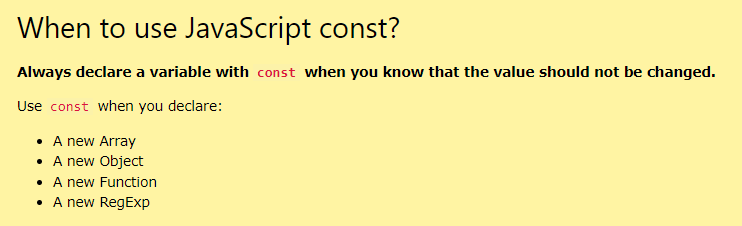 When to use JavaScript const?
Always declare a variable with const when you know that the value should not be changed.
Use const when you declare:
• A new Array
• A new Object
• A new Function
• A new RegExp